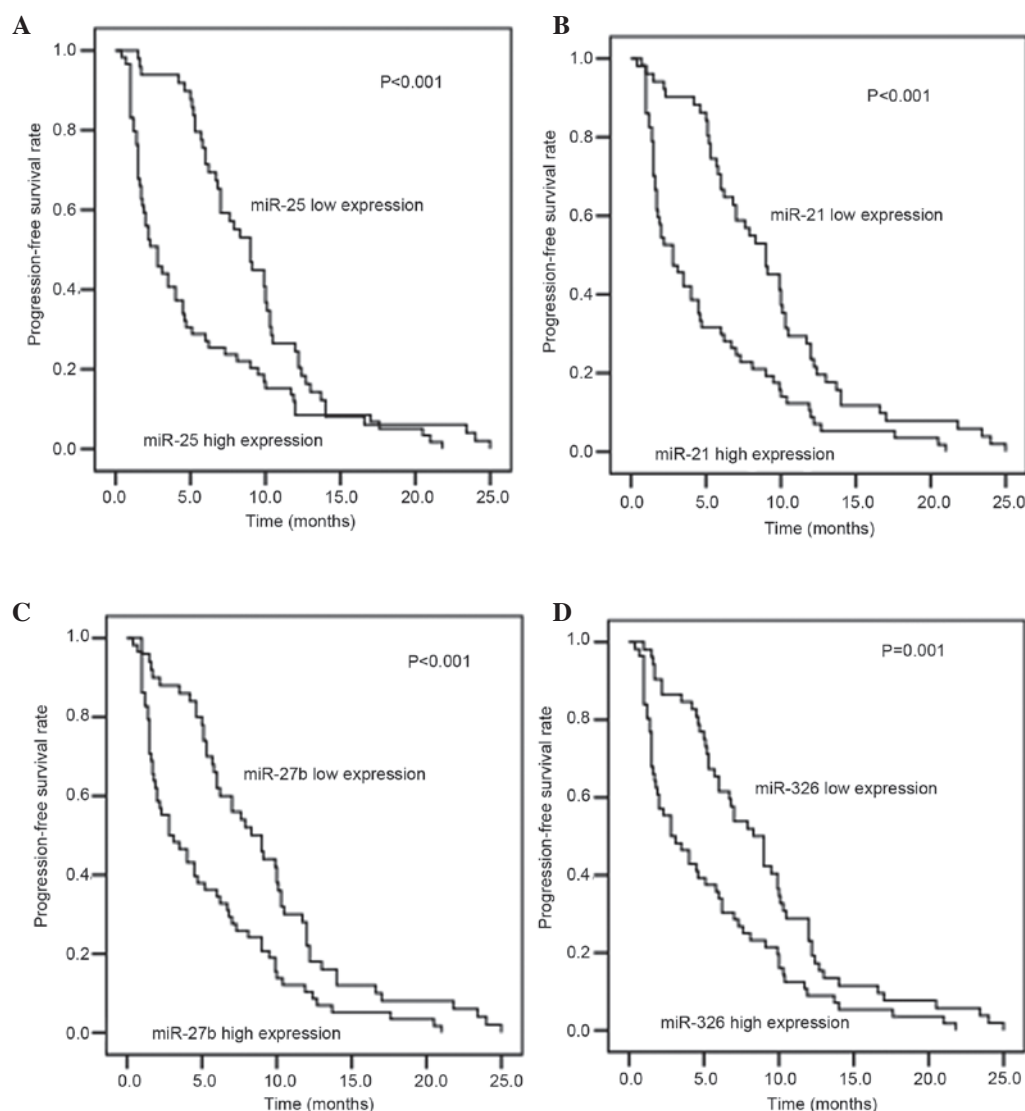 A
Progression-free survival rate
1.0
0.8
0.6
0.4
0.2
0.0
P<0.001
miR-25 low expression
miR-25 high expression
0.0 5.0 10.0 15.0 20.0 25.0
Time (months)
B
Progression-free survival rate
1.0
0.8
0.6
0.4
0.2
0.0
P<0.001
miR-21 low expression
miR-21 high expression
0.0 5.0 10.0 15.0 20.0 25.0
Time (months)
C
Progression-free survival rate
1.0
0.8
0.6
0.4
0.2
0.0
P<0.001
miR-27b low expression
miR-27b high expression
0.0 5.0 10.0 15.0 20.0 25.0
Time (months)
D
Progression-free survival rate
1.0
0.8
0.6
0.4
0.2
0.0
P=0.001
miR-326 low expression
miR-326 high expression
0.0 5.0 10.0 15.0 20.0 25.0
Time (months)